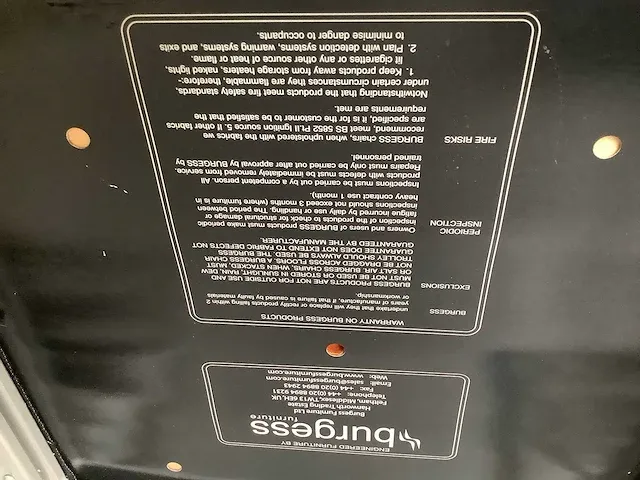 ENGINEERED FURNITURE BY
burgess
furniture
Burgess Furniture Ltd
Hanworth Trading Estate
Feltham, Middlesex, TW13 6EH, UK
Telephone: +44 (0)20 8894 9231
Fax: +44 (0)20 8894 2943
Email: sales@burgessfurniture.com
Web: www.burgessfurniture.com
WARRANTY ON BURGESS PRODUCTS
BURGESS
undertake that they will replace or rectify products failing within
years of manufacture, if that failure is caused by faulty materials
or workmanship.
EXCLUSIONS
BURGESS PRODUCTS ARE NOT FOR OUTSIDE USE AND
MUST NOT BE USED OR STORED IN SUNLIGHT, RAIN, DEW,
OR SALT AIR. BURGESS CHAIRS, WHEN STACKED, MUST
NOT BE DRAGGED ACROSS FLOORS. A BURGESS CHAIR
TROLLEY SHOULD ALWAYS BE USED. THE BURGESS
GUARANTEE DOES NOT EXTEND TO FABRIC DEFECTS NOT
GUARANTEED BY THE MANUFACTURER.
PERIODIC
INSPECTION
Owners and users of BURGESS products must make periodic
inspection of the products to check for structural damage or
fatigue incurred by daily use or handling. The period between
inspections should not exceed 3 months (where furniture is in
heavy contract use 1 month).
Inspections must be carried out by a competent person. All
products with defects must be immediately removed from service.
Repairs must only be carried out after approval by BURGESS
trained personnel.
FIRE RISKS
BURGESS chairs, when upholstered with the fabrics we
recommend, meet BS 5852 Pt.II Ignition source 5. If other fabrics
are specified, it is for the customer to be satisfied that the
requirements are met.
Notwithstanding that the products meet fire safety standards,
under certain circumstances they are flammable, therefore:-
1. Keep products away from storage heaters, naked lights,
lit cigarettes or any other source of heat or flame.
2. Plan with detection systems, warning systems, and exits
to minimise danger to occupants.